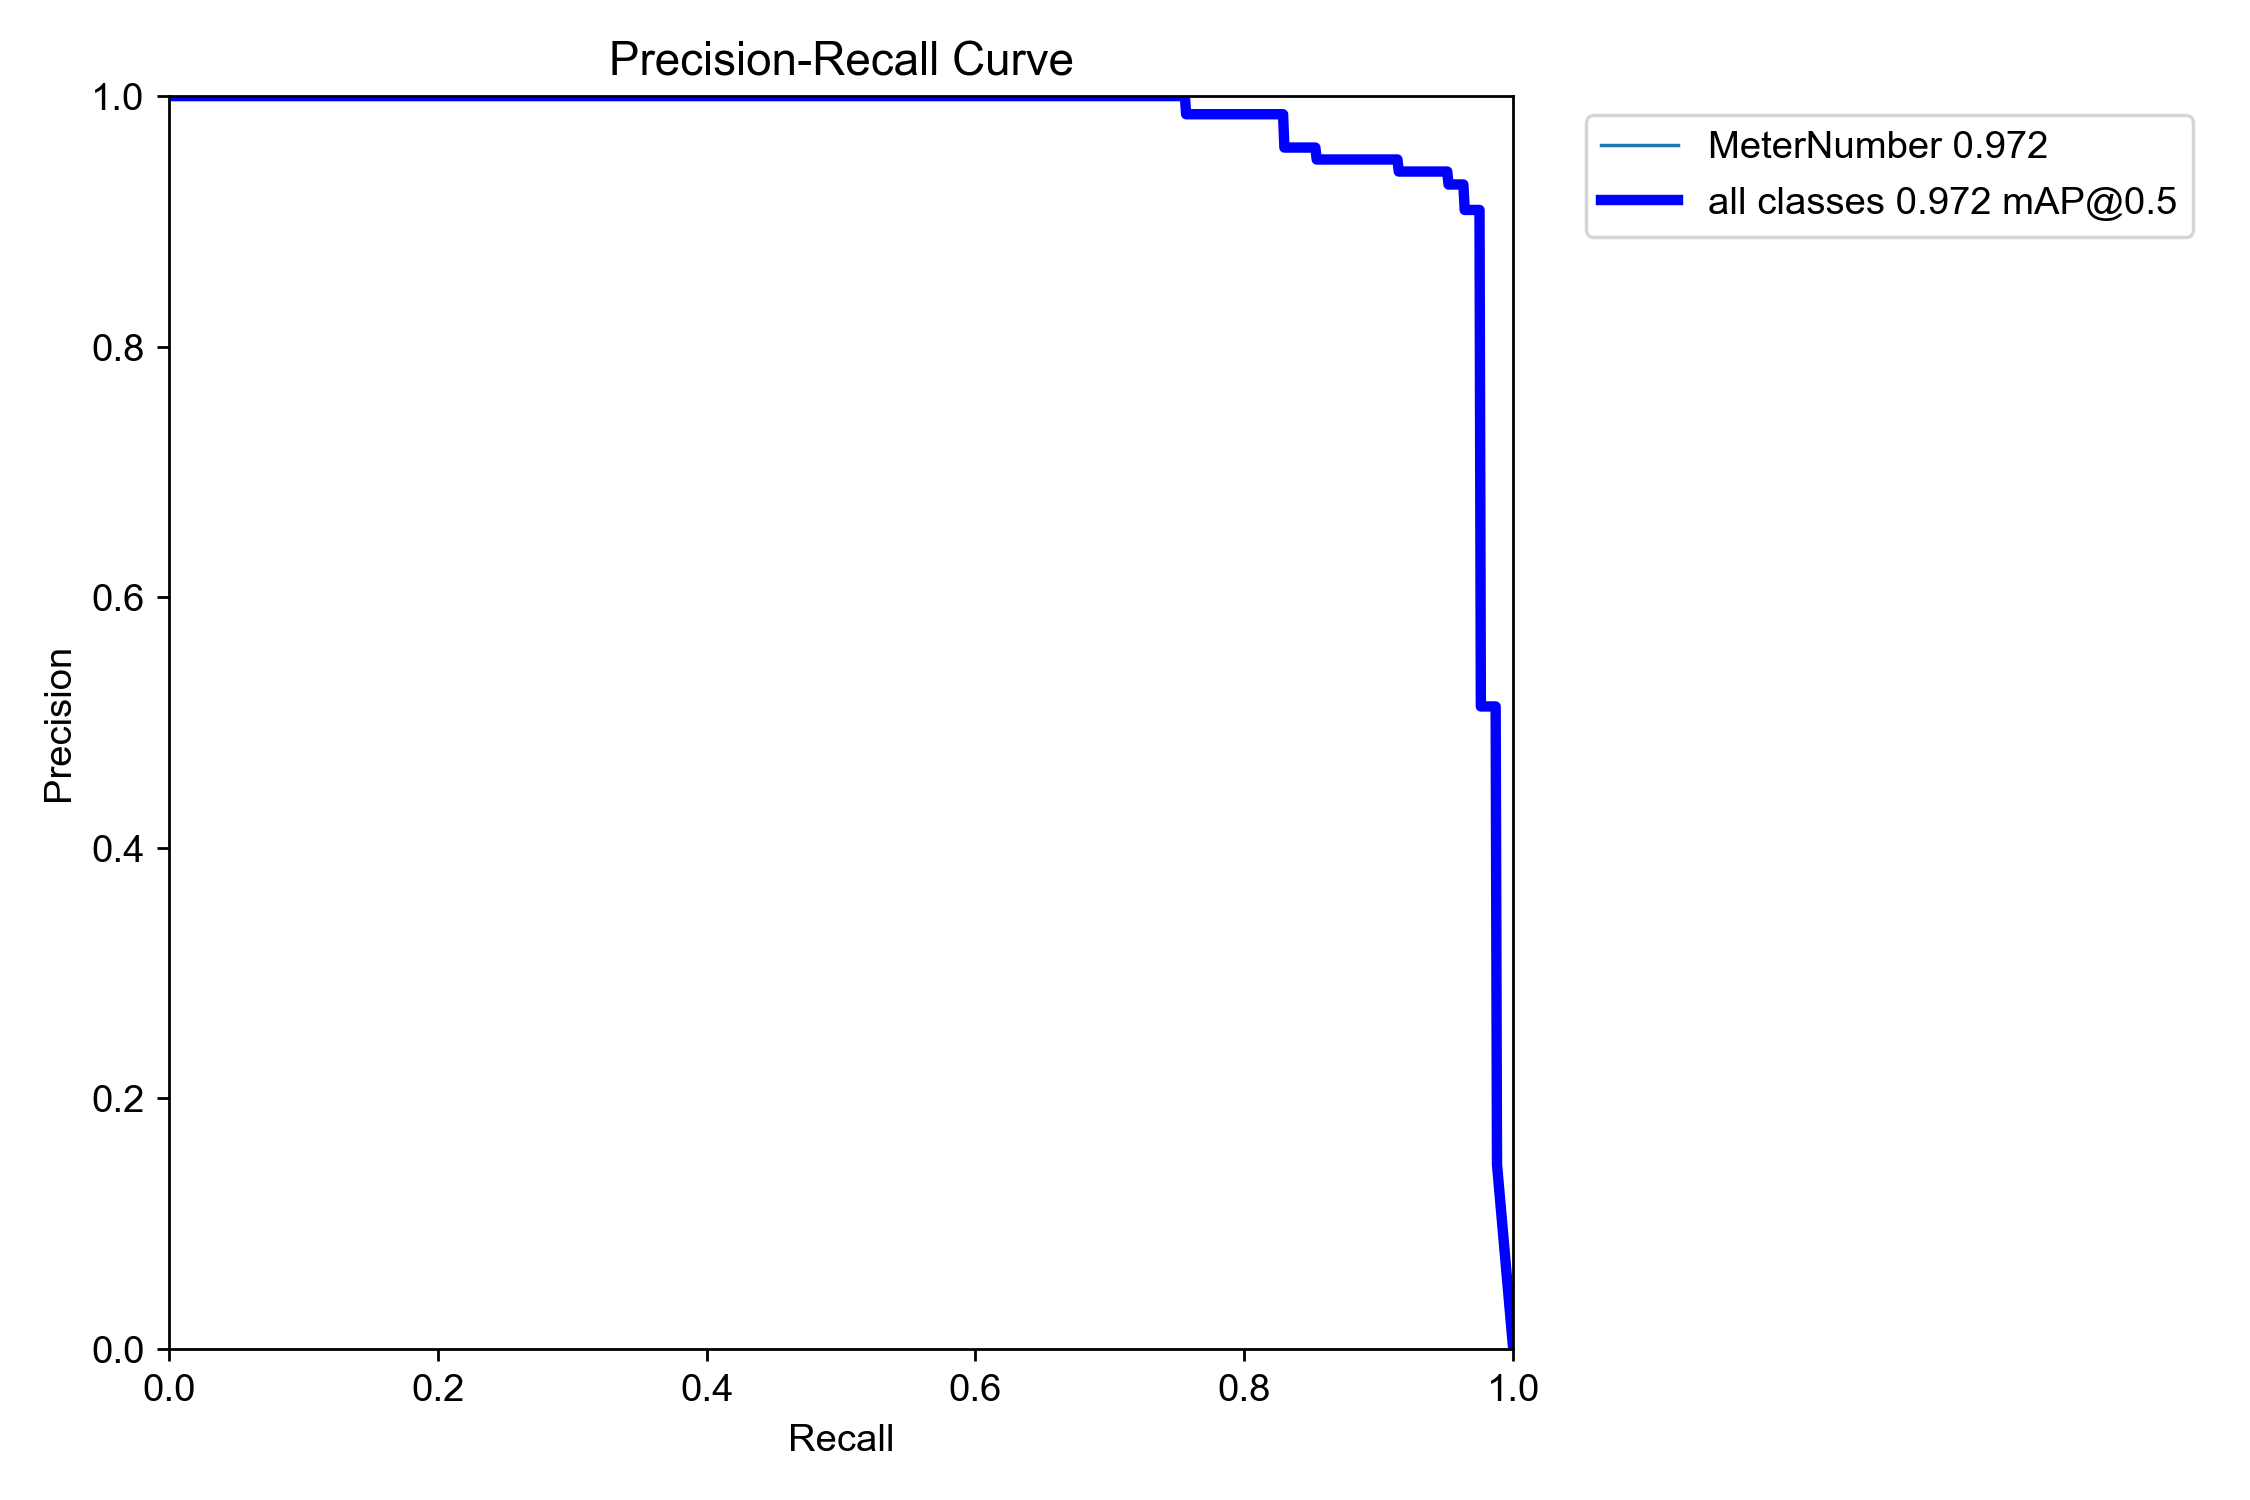 Precision-Recall Curve
1.0
0.8
0.6
0.4
0.2
0.0
Precision
0.0 0.2 0.4 0.6 0.8 1.0
Recall
MeterNumber 0.972
all classes 0.972 mAP@0.5